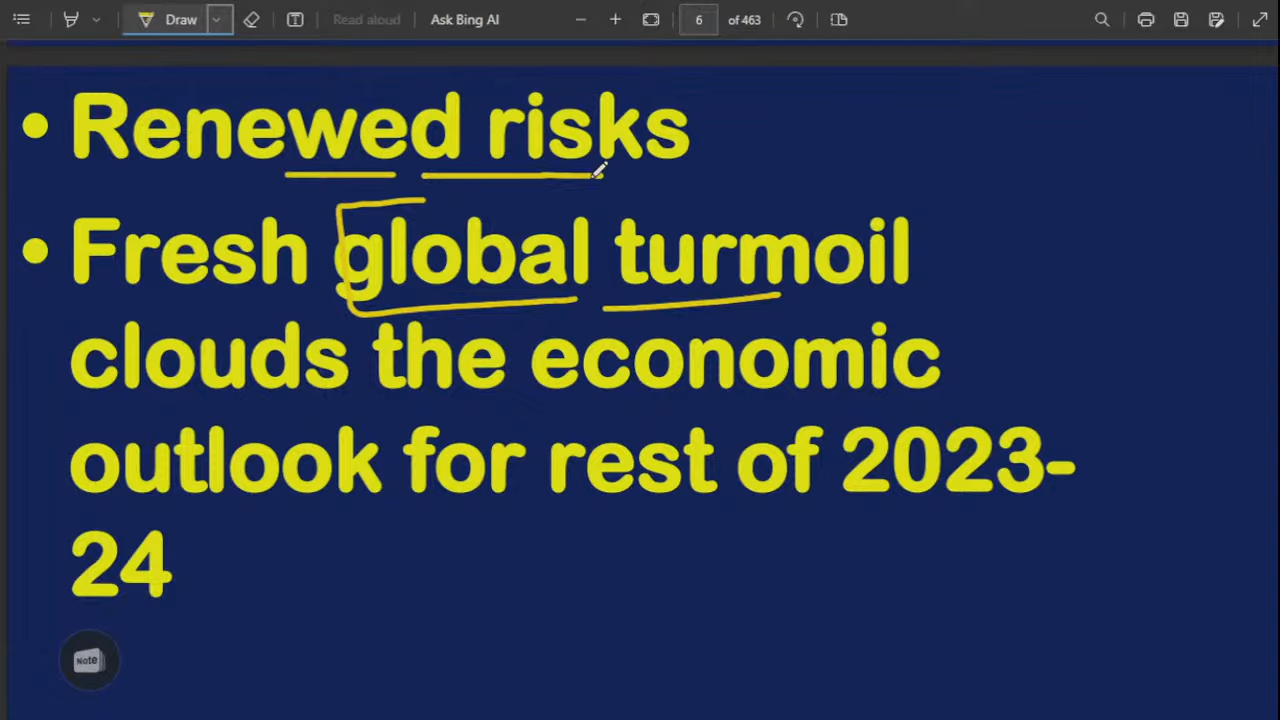 Draw Read aloud Ask Bing AI 6 of 463
• Renewed risks
• Fresh global turmoil
clouds the economic
outlook for rest of 2023-
24
Note